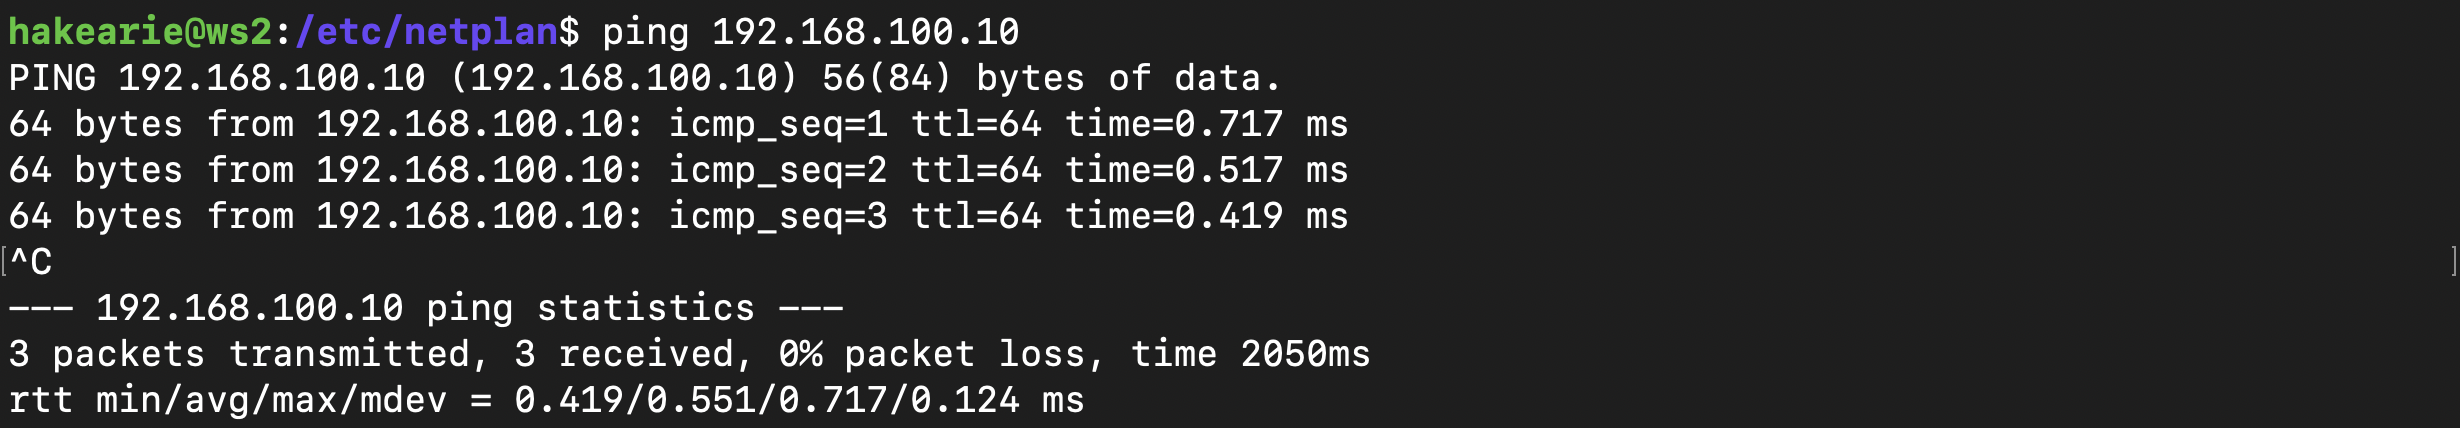 hakearie@ws2:/etc/netplan$ ping 192.168.100.10
PING 192.168.100.10 (192.168.100.10) 56(84) bytes of data.
64 bytes from 192.168.100.10: icmp_seq=1 ttl=64 time=0.717 ms
64 bytes from 192.168.100.10: icmp_seq=2 ttl=64 time=0.517 ms
64 bytes from 192.168.100.10: icmp_seq=3 ttl=64 time=0.419 ms
[^C ]
--- 192.168.100.10 ping statistics ---
3 packets transmitted, 3 received, 0% packet loss, time 2050ms
rtt min/avg/max/mdev = 0.419/0.551/0.717/0.124 ms